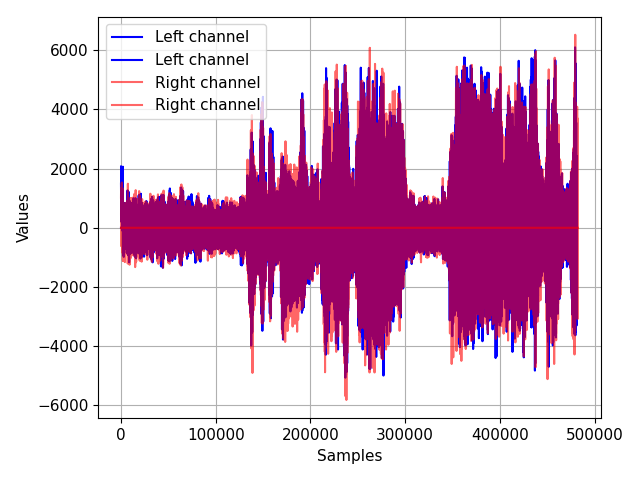 Left channel
Left channel
Right channel
Right channel
6000
4000
2000
0
−2000
−4000
−6000
Values
0
100000
200000
300000
400000
500000
Samples